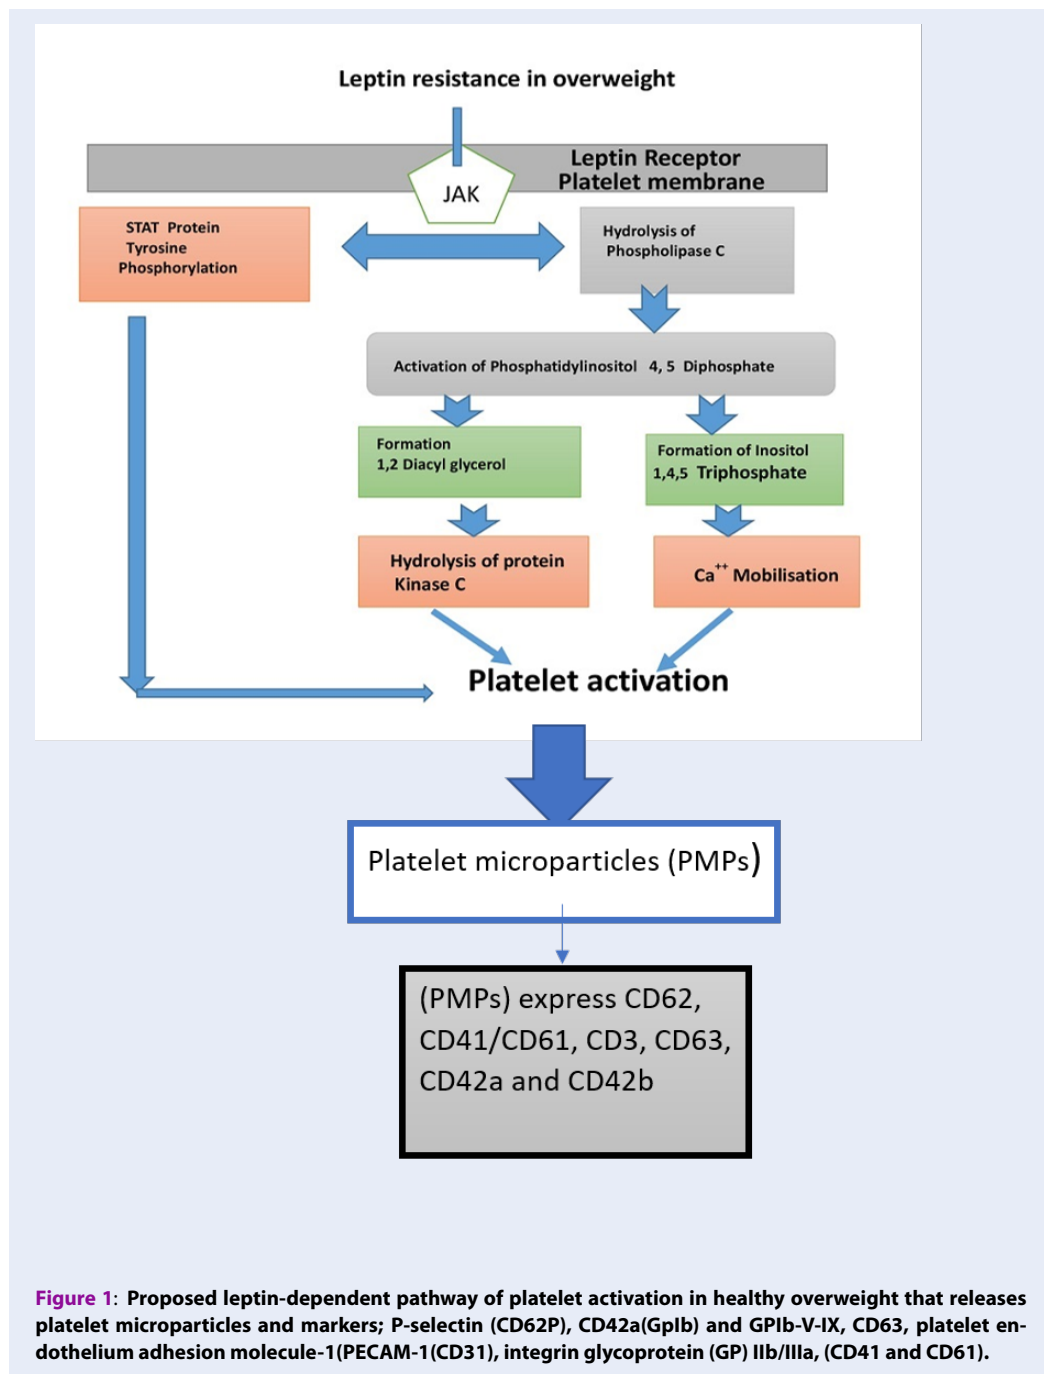 Leptin resistance in overweight
Leptin Receptor
Platelet membrane
JAK
STAT Protein
Tyrosine
Phosphorylation
Hydrolysis of
Phospholipase C
Activation of Phosphatidylinositol 4, 5 Diphosphate
Formation
1,2 Diacyl glycerol
Formation of Inositol
1,4,5 Triphosphate
Hydrolysis of protein
Kinase C
Ca++ Mobilisation
Platelet activation
Platelet microparticles (PMPs)
(PMPs) express CD62,
CD41/CD61, CD3, CD63,
CD42a and CD42b
Figure 1: Proposed leptin-dependent pathway of platelet activation in healthy overweight that releases
platelet microparticles and markers; P-selectin (CD62P), CD42a(GpIb) and GPIb-V-IX, CD63, platelet en-
dothelium adhesion molecule-1(PECAM-1(CD31), integrin glycoprotein (GP) IIb/IIIa, (CD41 and CD61).